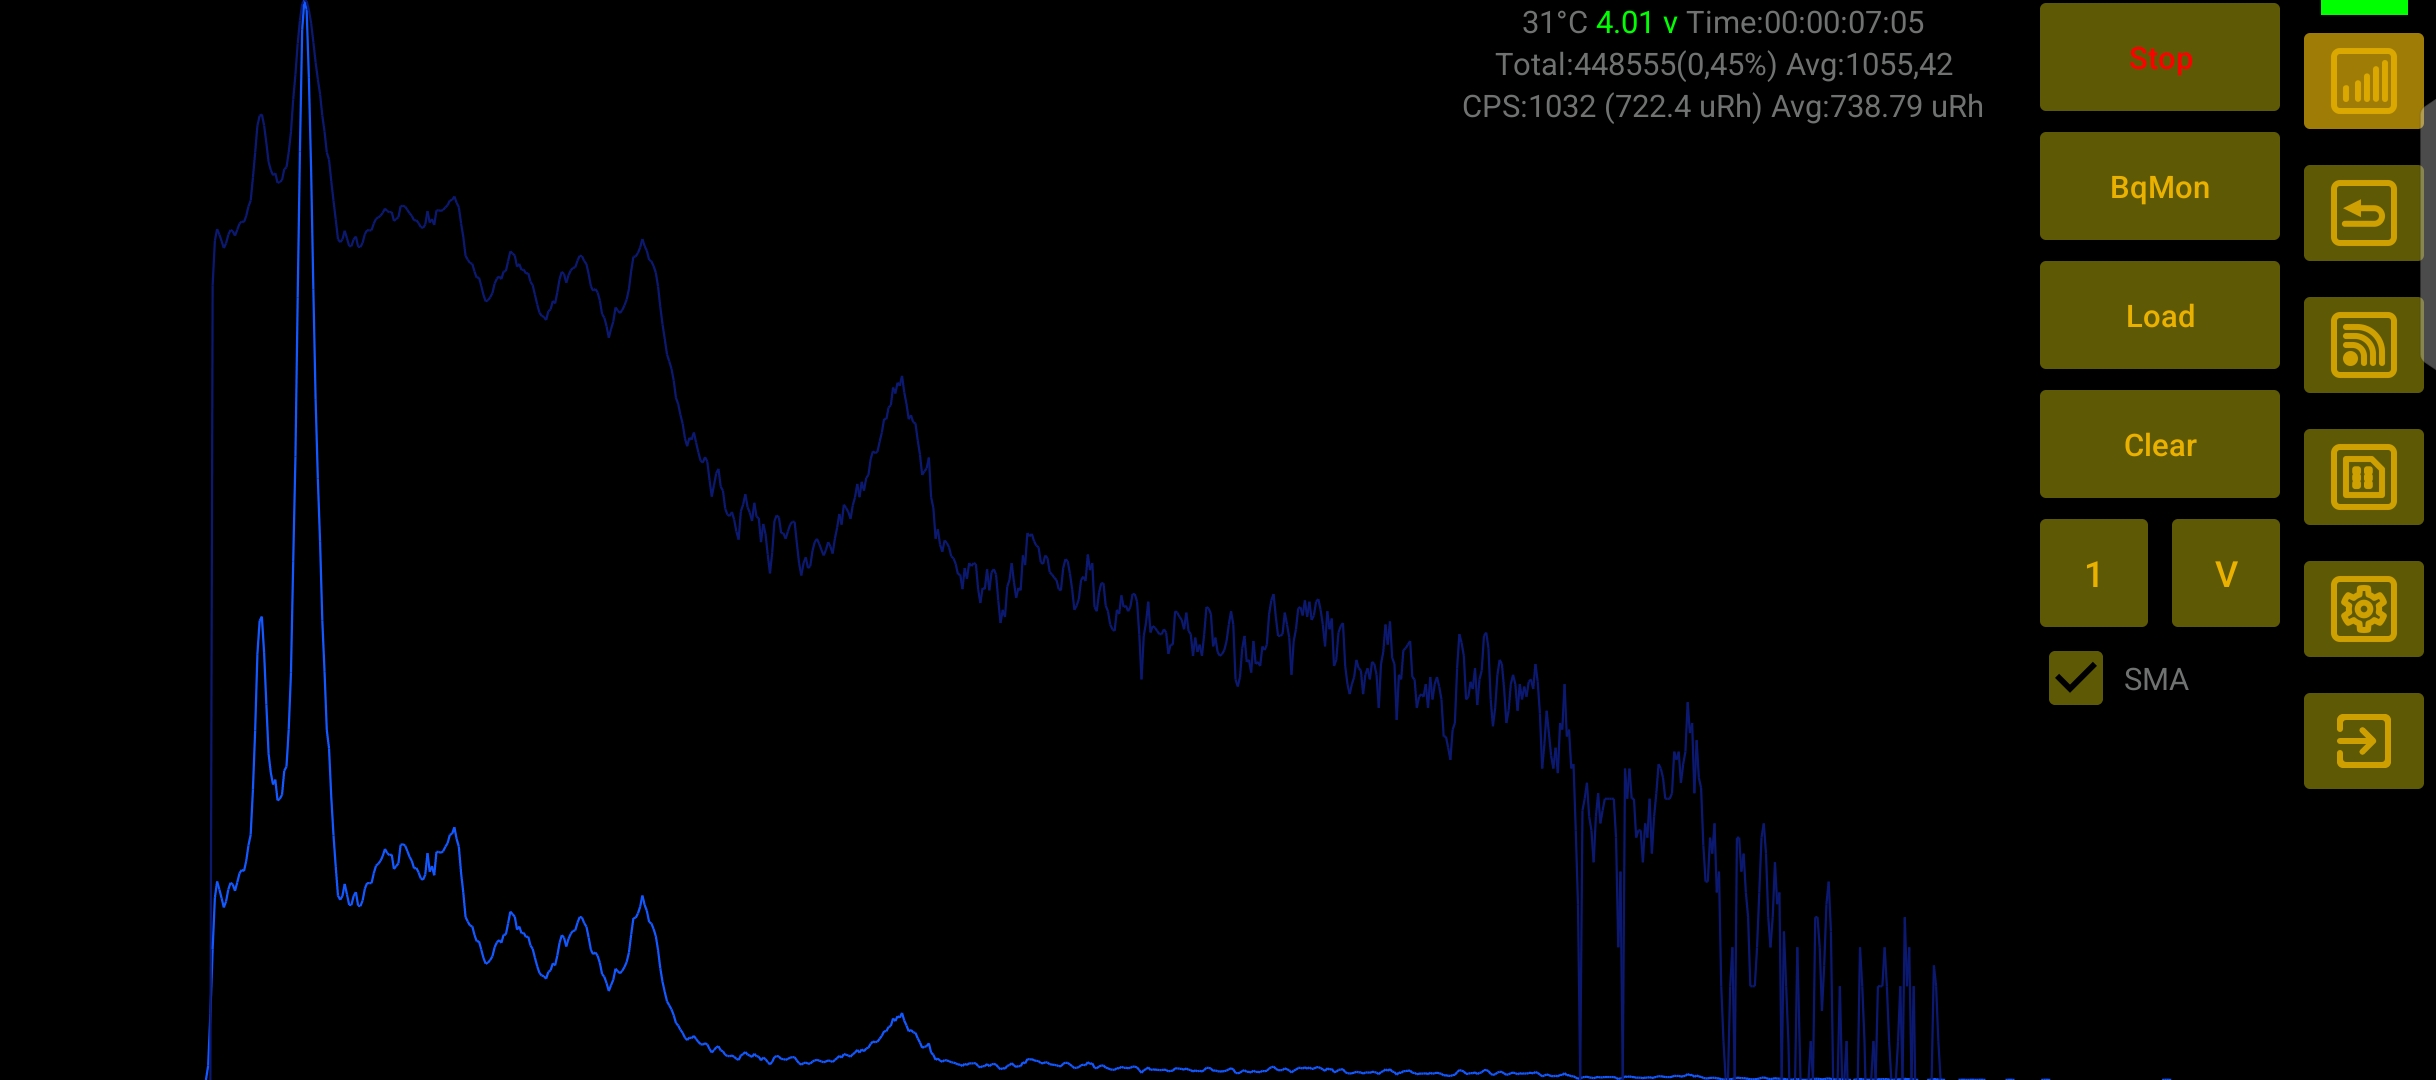 31°C 4.01 v Time:00:00:07:05
Total:448555(0,45%) Avg:1055,42
CPS:1032 (722.4 uRh) Avg:738.79 uRh
Stop
BqMon
Load
Clear
1 V
SMA